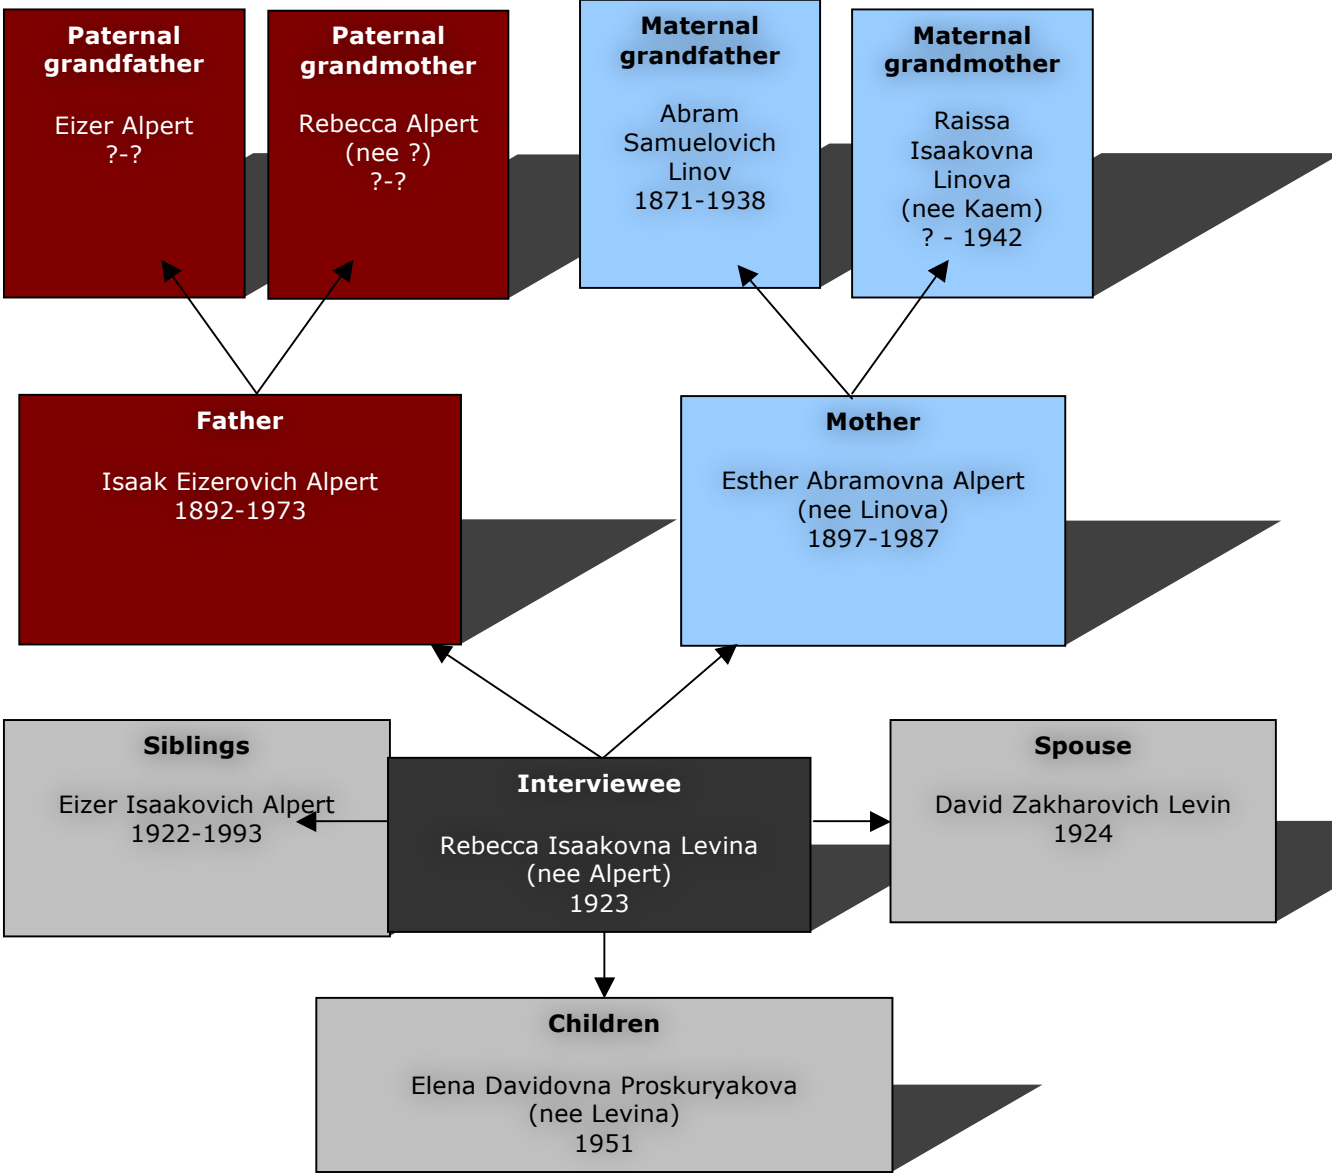 Paternal
grandfather
Eizer Alpert
?-?
Paternal
grandmother
Rebecca Alpert
(nee ?)
?-?
Maternal
grandfather
Abram
Samuelovich
Linov
1871-1938
Maternal
grandmother
Raissa
Isaakovna
Linova
(nee Kaem)
? - 1942
Father
Isaak Eizerovich Alpert
1892-1973
Mother
Esther Abramovna Alpert
(nee Linova)
1897-1987
Siblings
Eizer Isaakovich Alpert
1922-1993
Interviewee
Rebecca Isaakovna Levina
(nee Alpert)
1923
Spouse
David Zakharovich Levin
1924
Children
Elena Davidovna Proskuryakova
(nee Levina)
1951